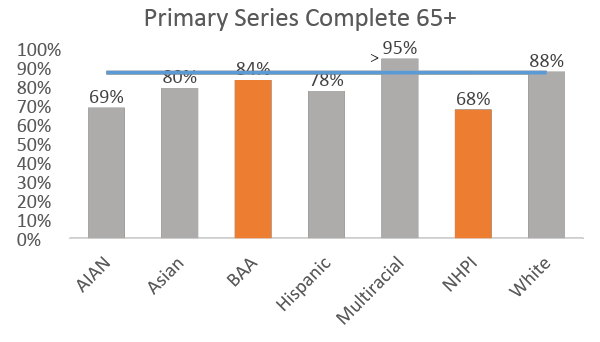 Primary Series Complete 65+
100%
90%
80%
70%
60%
50%
40%
30%
20%
10%
0%
69%
80%
84%
78%
>
95%
68%
88%
AIAN
Asian
BAA
Hispanic
Multiracial
NHPI
White